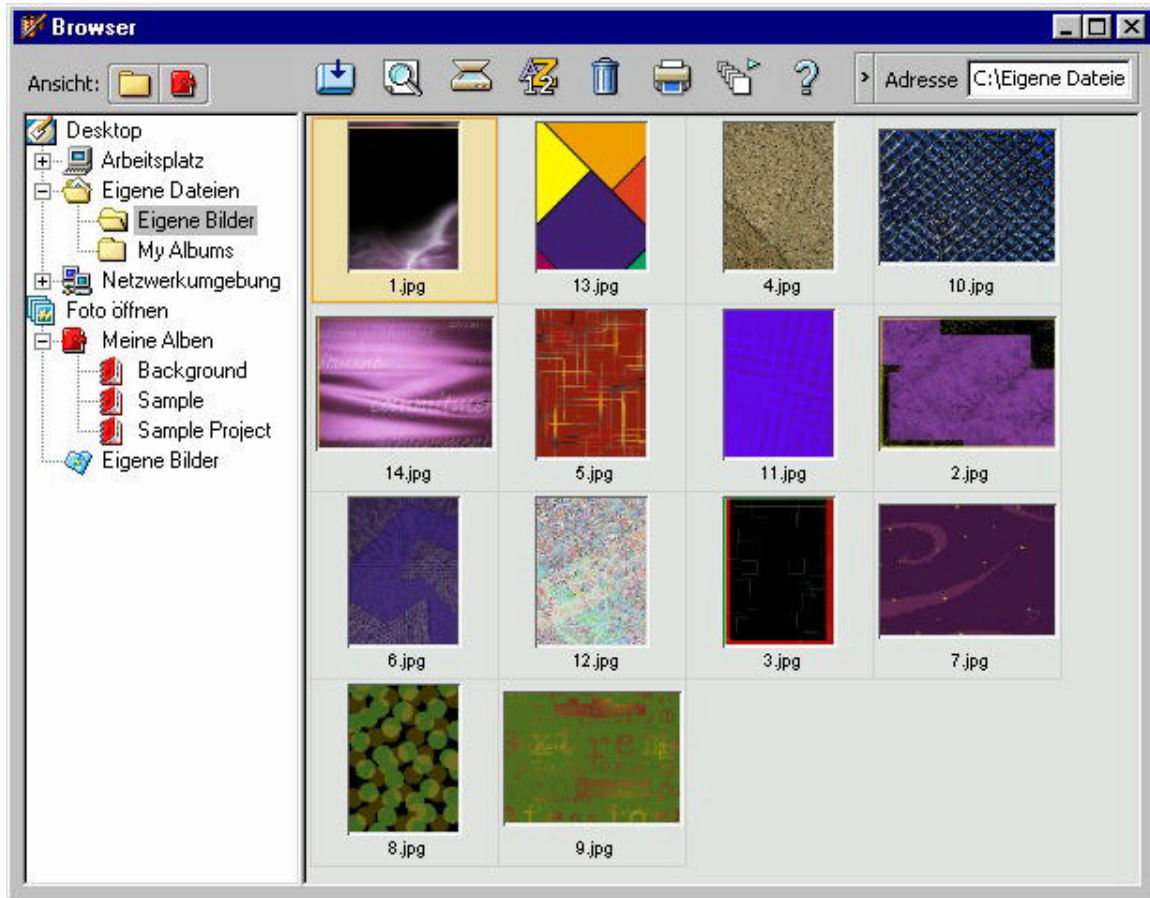 Browser
Ansicht:
> Adresse C:\Eigene Dateie
Desktop
Arbeitsplatz
Eigene Dateien
Eigene Bilder
My Albums
Netzwerkumgebung
Foto öffnen
Meine Alben
Background
Sample
Sample Project
Eigene Bilder
1.jpg 13.jpg 4.jpg 10.jpg
14.jpg 5.jpg 11.jpg 2.jpg
6.jpg 12.jpg 3.jpg 7.jpg
8.jpg 9.jpg